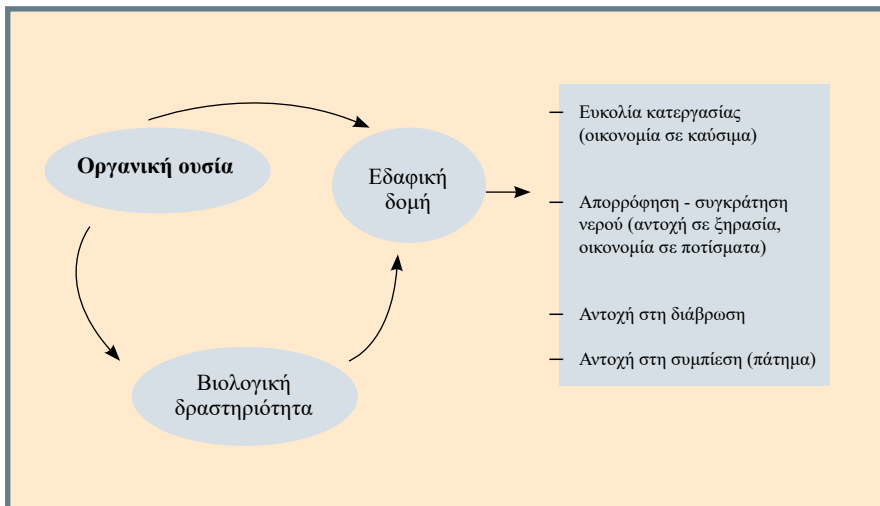 Οργανική ουσία
Εδαφική
δομή
Βιολογική
δραστηριότητα
– Ευκολία κατεργασίας
(οικονομία σε καύσιμα)
– Απορρόφηση - συγκράτηση
νερού (αντοχή σε ξηρασία,
οικονομία σε ποτίσματα)
– Αντοχή στη διάβρωση
– Αντοχή στη συμπίεση (πάτημα)